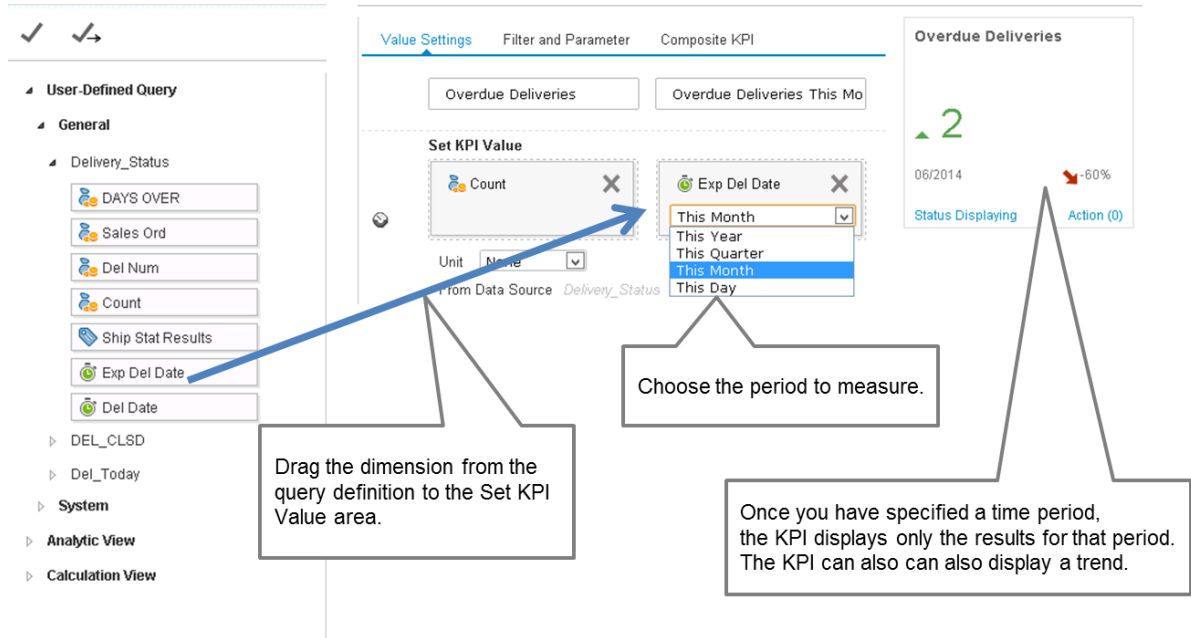 Value Settings
Filter and Parameter
Composite KPI
Overdue Deliveries
User-Defined Query
Overdue Deliveries
Overdue Deliveries This Mo
General
2
Set KPI Value
Delivery_Status
Count
Exp Del Date
06/2014
-60%
DAYS OVER
This Month
Status Displaying
Action (0)
Sales Ord
This Year
This Quarter
This Month
This Day
Unit
None
Del Num
From Data Source
Delivery_Status
Count
Ship Stat Results
Exp Del Date
Del Date
DEL_CLSD
Del_Today
System
Analytic View
Calculation View
Choose the period to measure.
Drag the dimension from the
query definition to the Set KPI
Value area.
Once you have specified a time period,
the KPI displays only the results for that period.
The KPI can also can also display a trend.